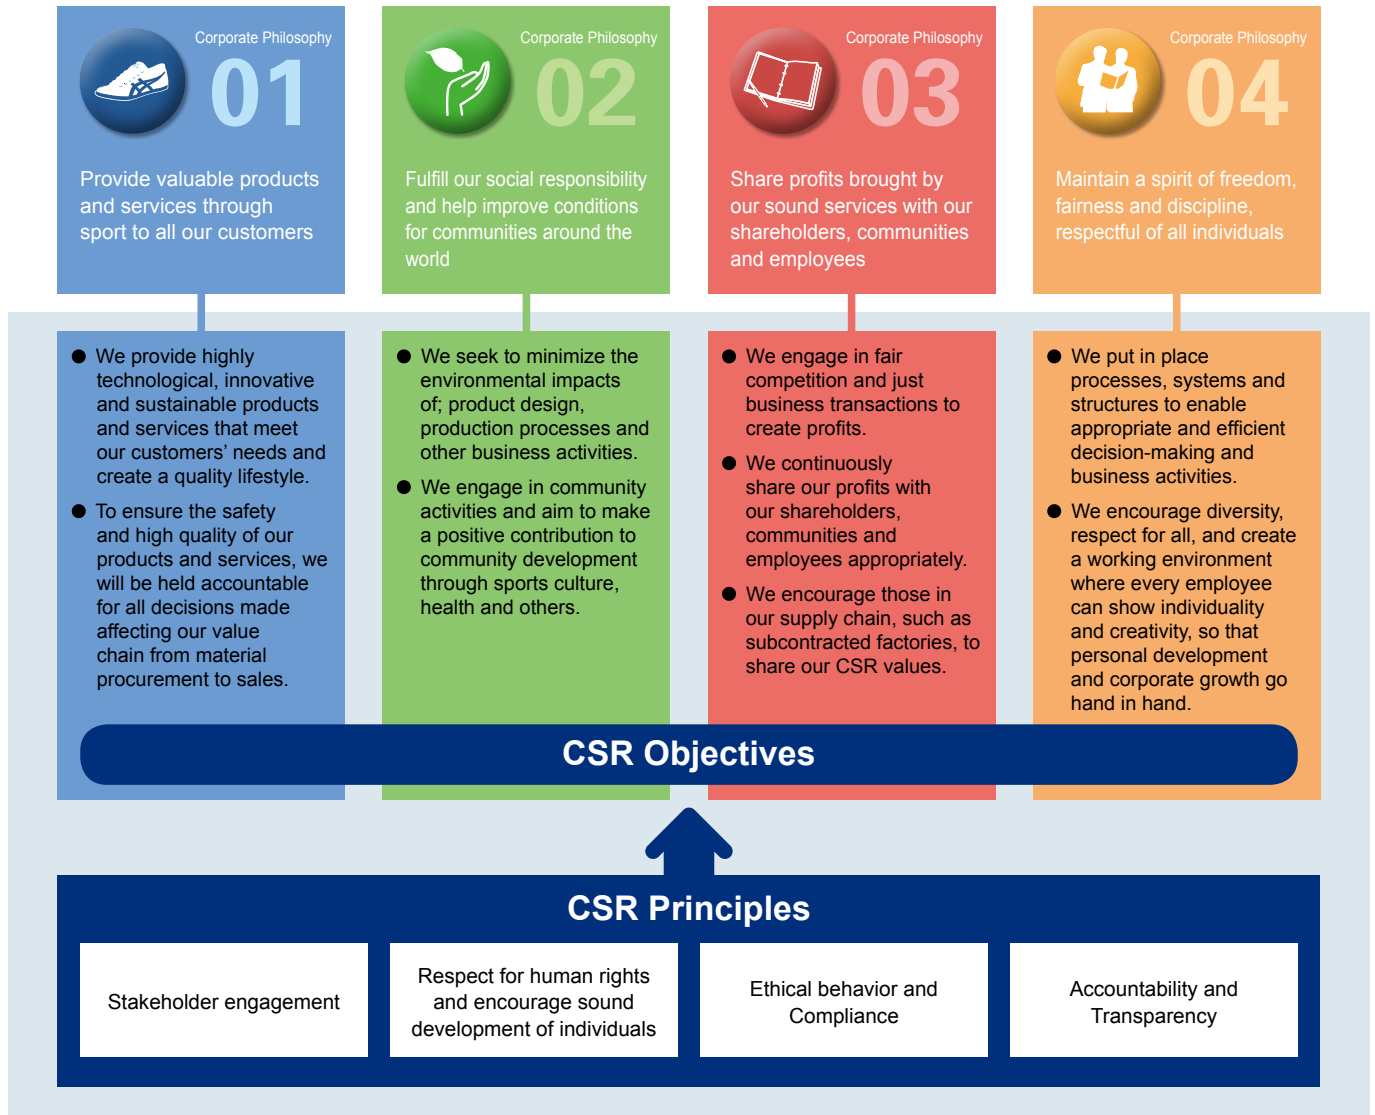 Corporate Philosophy
01
Provide valuable products
and services through
sport to all our customers
Corporate Philosophy
02
Fulfill our social responsibility
and help improve conditions
for communities around the
world
Corporate Philosophy
03
Share profits brought by
our sound services with our
shareholders, communities
and employees
Corporate Philosophy
04
Maintain a spirit of freedom,
fairness and discipline,
respectful of all individuals
● We provide highly
technological, innovative
and sustainable products
and services that meet
our customers’ needs and
create a quality lifestyle.
● To ensure the safety
and high quality of our
products and services, we
will be held accountable
for all decisions made
affecting our value
chain from material
procurement to sales.
● We seek to minimize the
environmental impacts
of; product design,
production processes and
other business activities.
● We engage in community
activities and aim to make
a positive contribution to
community development
through sports culture,
health and others.
● We engage in fair
competition and just
business transactions to
create profits.
● We continuously
share our profits with
our shareholders,
communities and
employees appropriately.
● We encourage those in
our supply chain, such as
subcontracted factories, to
share our CSR values.
● We put in place
processes, systems and
structures to enable
appropriate and efficient
decision-making and
business activities.
● We encourage diversity,
respect for all, and create
a working environment
where every employee
can show individuality
and creativity, so that
personal development
and corporate growth go
hand in hand.
CSR Objectives
CSR Principles
Stakeholder engagement
Respect for human rights
and encourage sound
development of individuals
Ethical behavior and
Compliance
Accountability and
Transparency